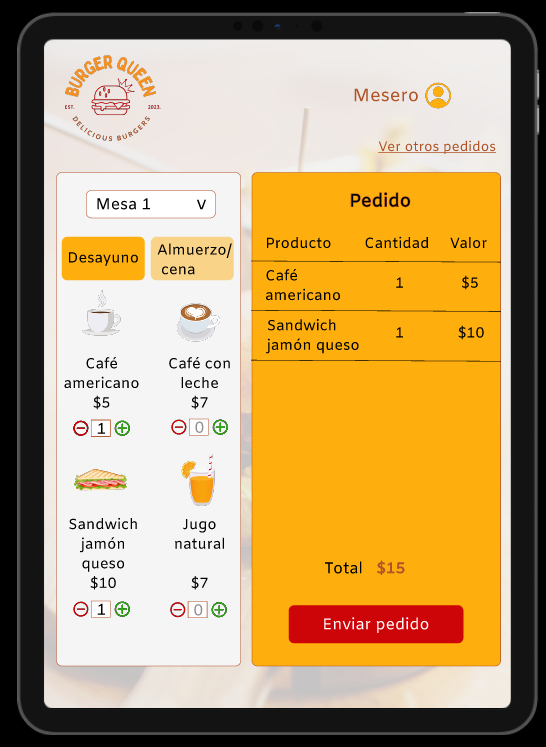 BURGER QUEEN
EST.
2023.
DELICIOUS BURGERS
Mesero
Ver otros pedidos
Mesa 1 v
Desayuno
Almuerzo/
cena
Café
americano
$5
1
Café con
leche
$7
0
Sandwich
jamón
queso
$10
1
Jugo
natural
$7
0
Pedido
Producto Cantidad Valor
Café
americano 1 $5
Sandwich
jamón queso 1 $10
Total $15
Enviar pedido